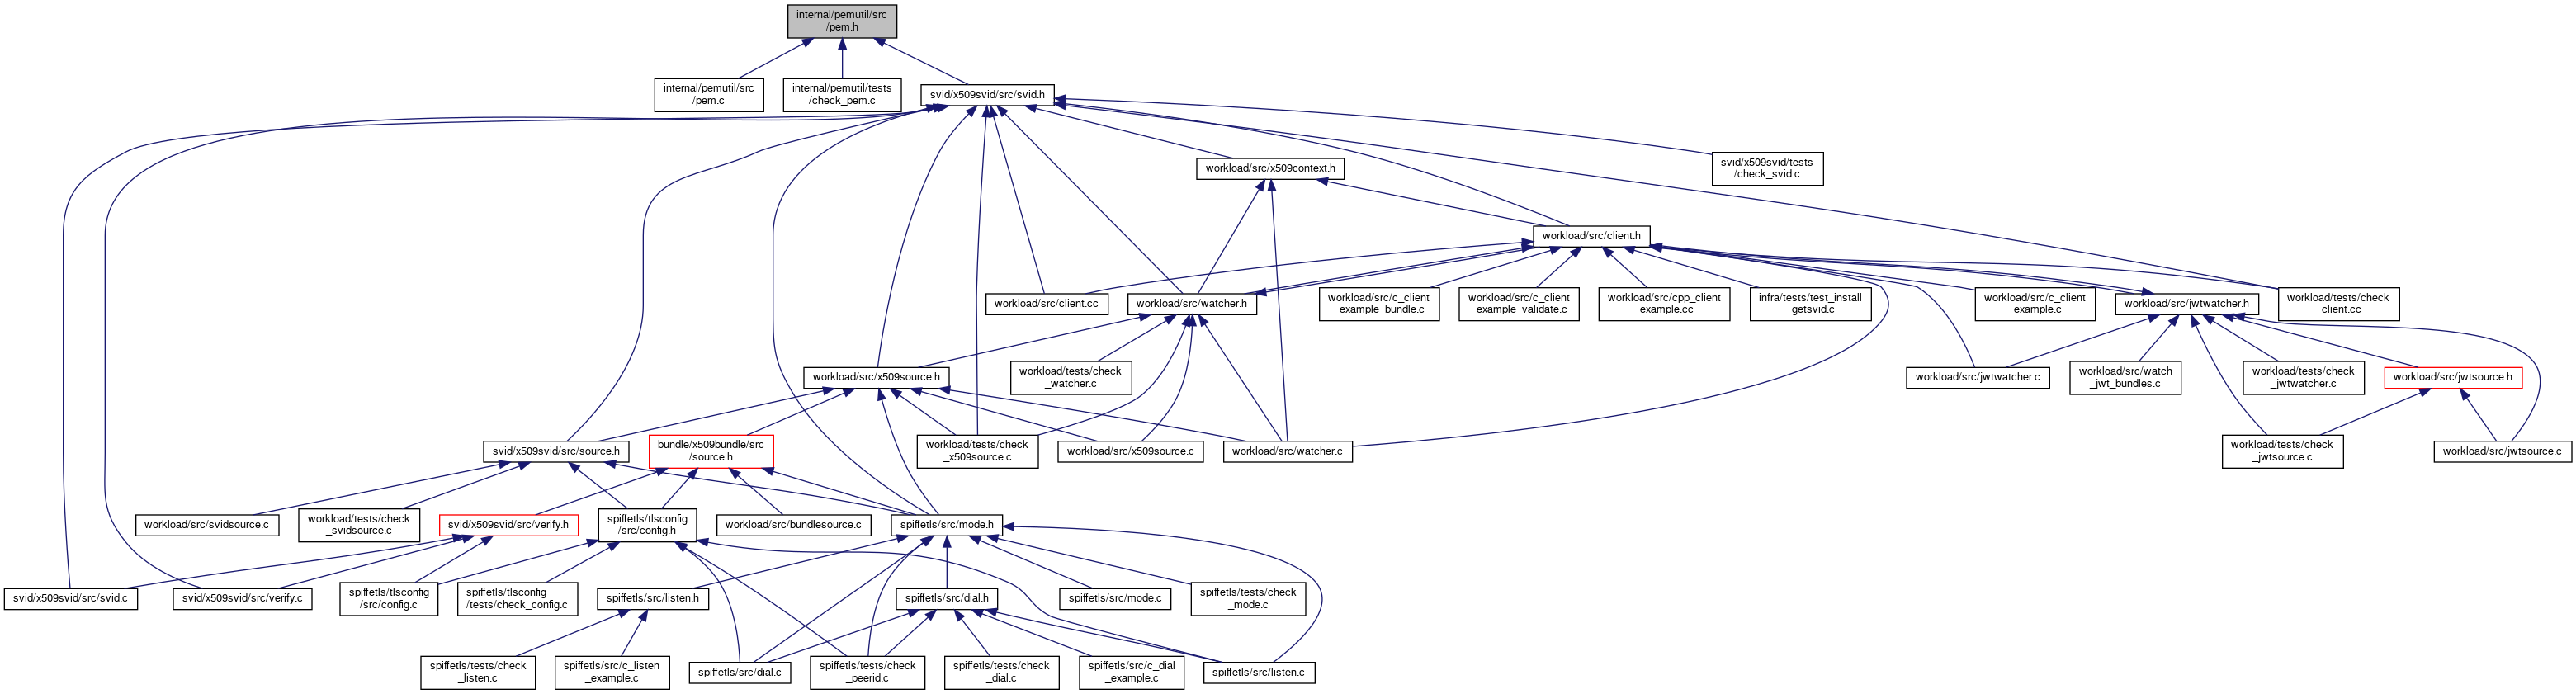 internal/pemutil/src
/pem.h
internal/pemutil/src
/pem.c
internal/pemutil/tests
/check_pem.c
svid/x509svid/src/svid.h
workload/src/x509context.h
svid/x509svid/tests
/check_svid.c
workload/src/client.h
workload/src/client.cc
workload/src/watcher.h
workload/src/c_client
_example_bundle.c
workload/src/c_client
_example_validate.c
workload/src/cpp_client
_example.cc
infra/tests/test_install
_getsvid.c
workload/src/c_client
_example.c
workload/src/jwtwatcher.h
workload/tests/check
_client.cc
workload/src/x509source.h
workload/tests/check
_watcher.c
workload/src/jwtwatcher.c
workload/src/watch
_jwt_bundles.c
workload/tests/check
_jwtwatcher.c
workload/src/jwtsource.h
svid/x509svid/src/source.h
bundle/x509bundle/src
/source.h
workload/tests/check
_x509source.c
workload/src/x509source.c
workload/src/watcher.c
workload/tests/check
_jwtsource.c
workload/src/jwtsource.c
workload/src/svidsource.c
workload/tests/check
_svidsource.c
svid/x509svid/src/verify.h
spiffetls/tlsconfig
/src/config.h
workload/src/bundlesource.c
spiffetls/src/mode.h
svid/x509svid/src/svid.c
svid/x509svid/src/verify.c
spiffetls/tlsconfig
/src/config.c
spiffetls/tlsconfig
/tests/check_config.c
spiffetls/src/listen.h
spiffetls/src/dial.h
spiffetls/src/mode.c
spiffetls/tests/check
_mode.c
spiffetls/tests/check
_listen.c
spiffetls/src/c_listen
_example.c
spiffetls/src/dial.c
spiffetls/tests/check
_peerid.c
spiffetls/tests/check
_dial.c
spiffetls/src/c_dial
_example.c
spiffetls/src/listen.c